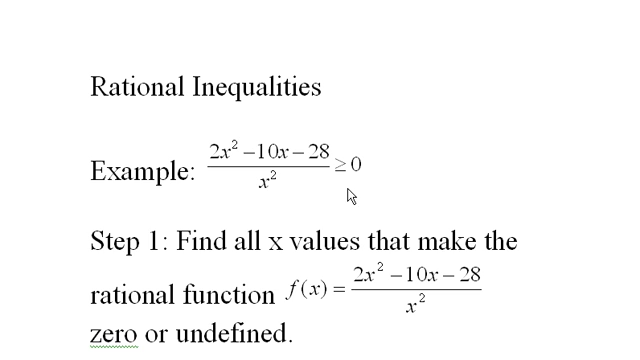 Rational Inequalities
Example: (2x² − 10x − 28)/x² ≥ 0
Step 1: Find all x values that make the
rational function f(x) = (2x² − 10x − 28)/x²
zero or undefined.